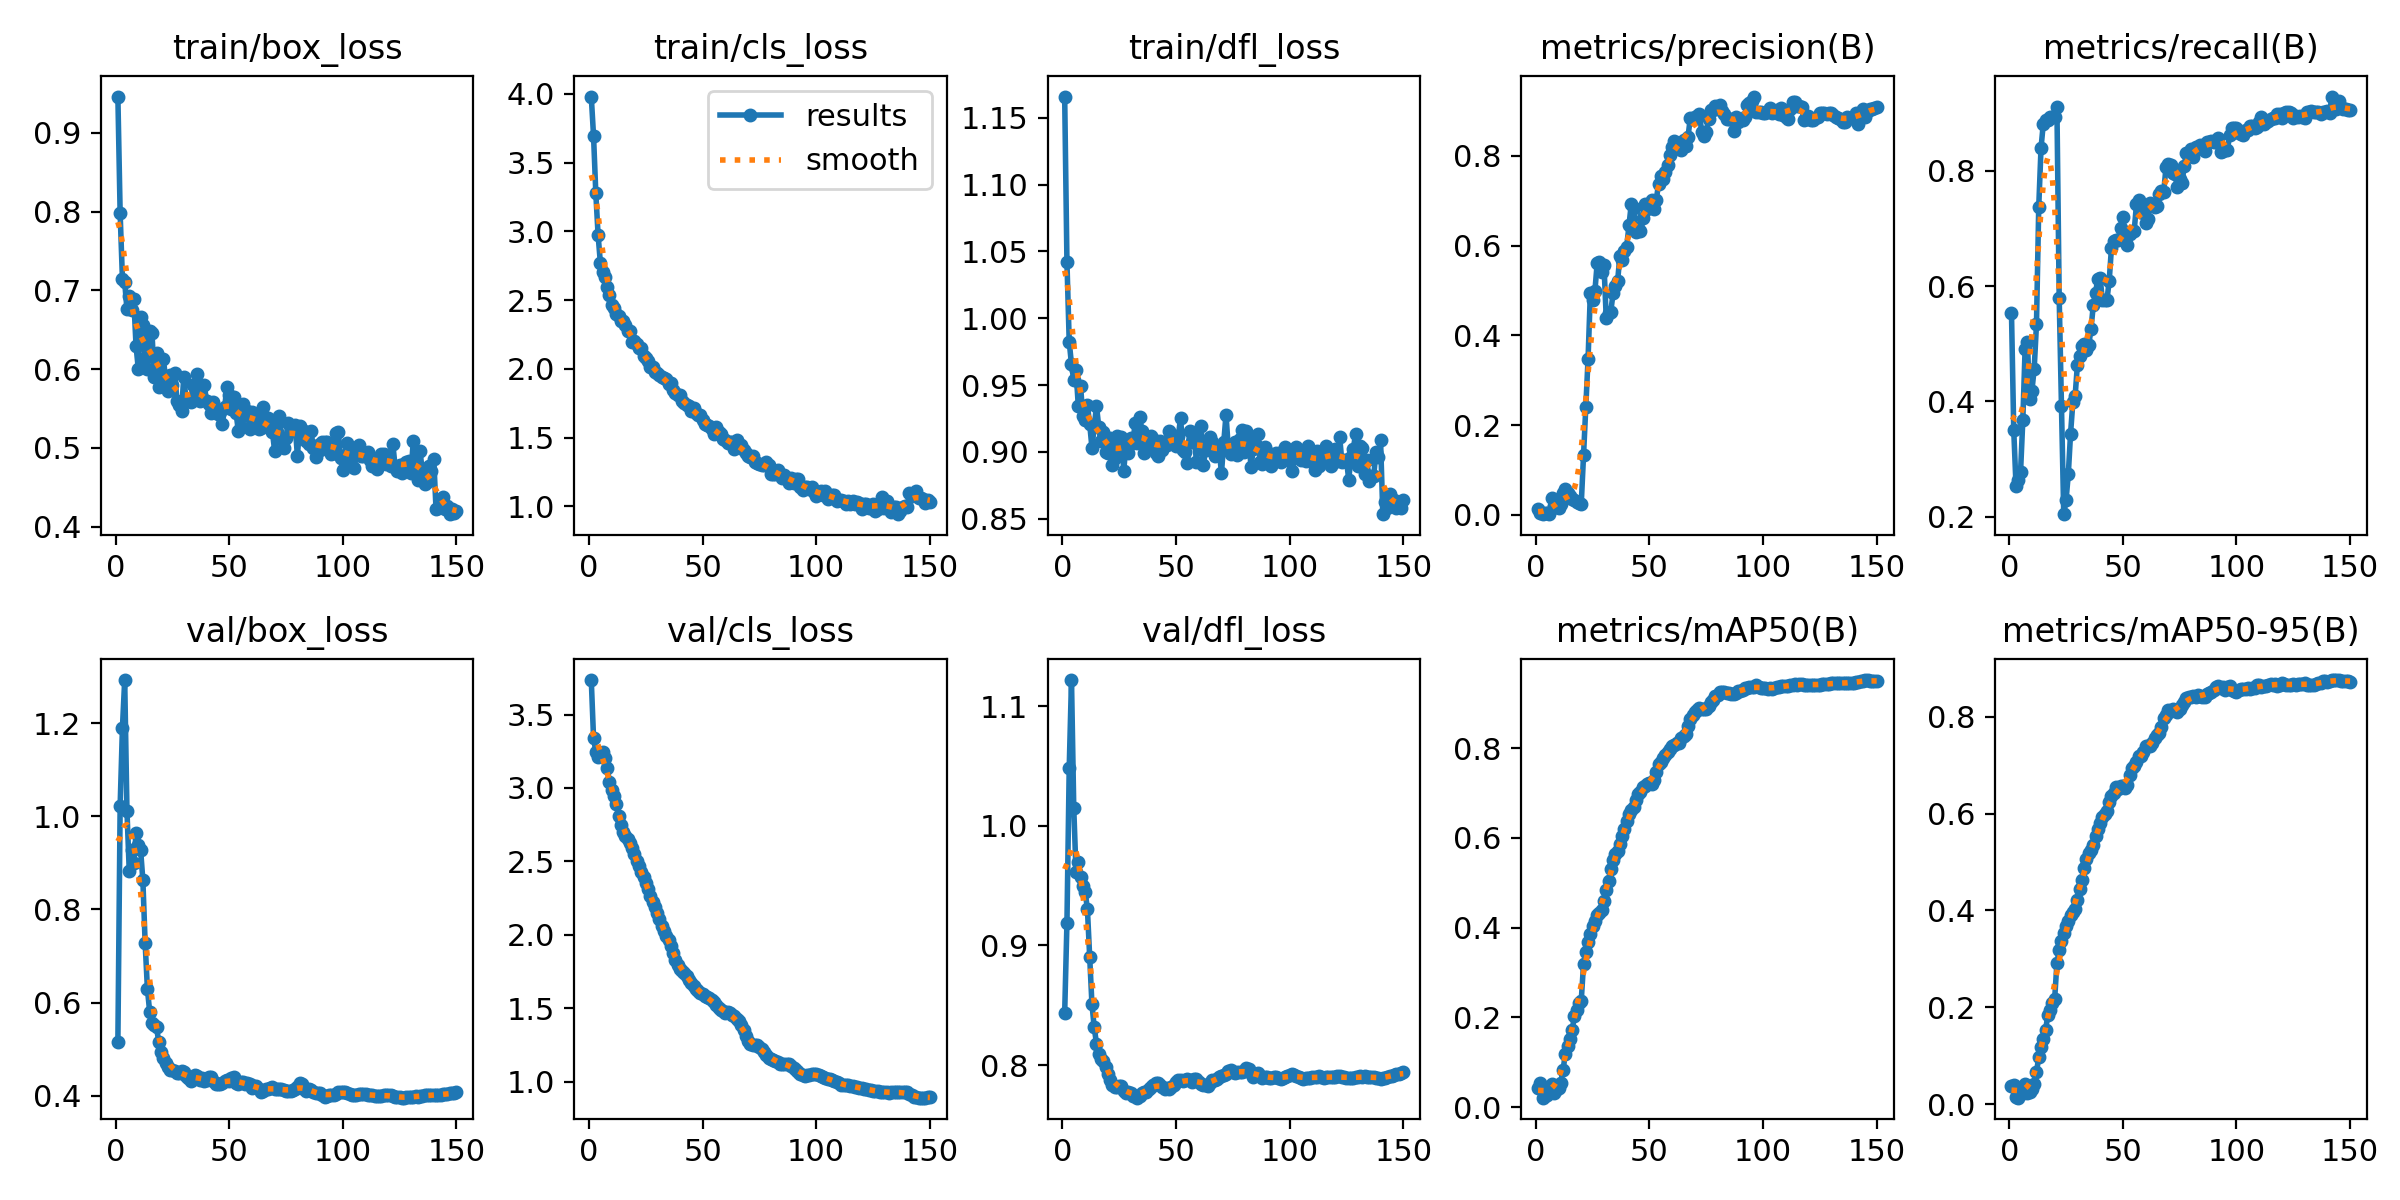 train/box_loss
train/cls_loss
train/dfl_loss
metrics/precision(B)
metrics/recall(B)
0.9
0.8
0.7
0.6
0.5
0.4
0 50 100 150
4.0
3.5
3.0
2.5
2.0
1.5
1.0
results
smooth
0 50 100 150
1.15
1.10
1.05
1.00
0.95
0.90
0.85
0 50 100 150
0.8
0.6
0.4
0.2
0.0
0 50 100 150
0.8
0.6
0.4
0.2
0 50 100 150
val/box_loss
val/cls_loss
val/dfl_loss
metrics/mAP50(B)
metrics/mAP50-95(B)
1.2
1.0
0.8
0.6
0.4
0 50 100 150
3.5
3.0
2.5
2.0
1.5
1.0
0 50 100 150
1.1
1.0
0.9
0.8
0 50 100 150
0.8
0.6
0.4
0.2
0.0
0 50 100 150
0.8
0.6
0.4
0.2
0.0
0 50 100 150